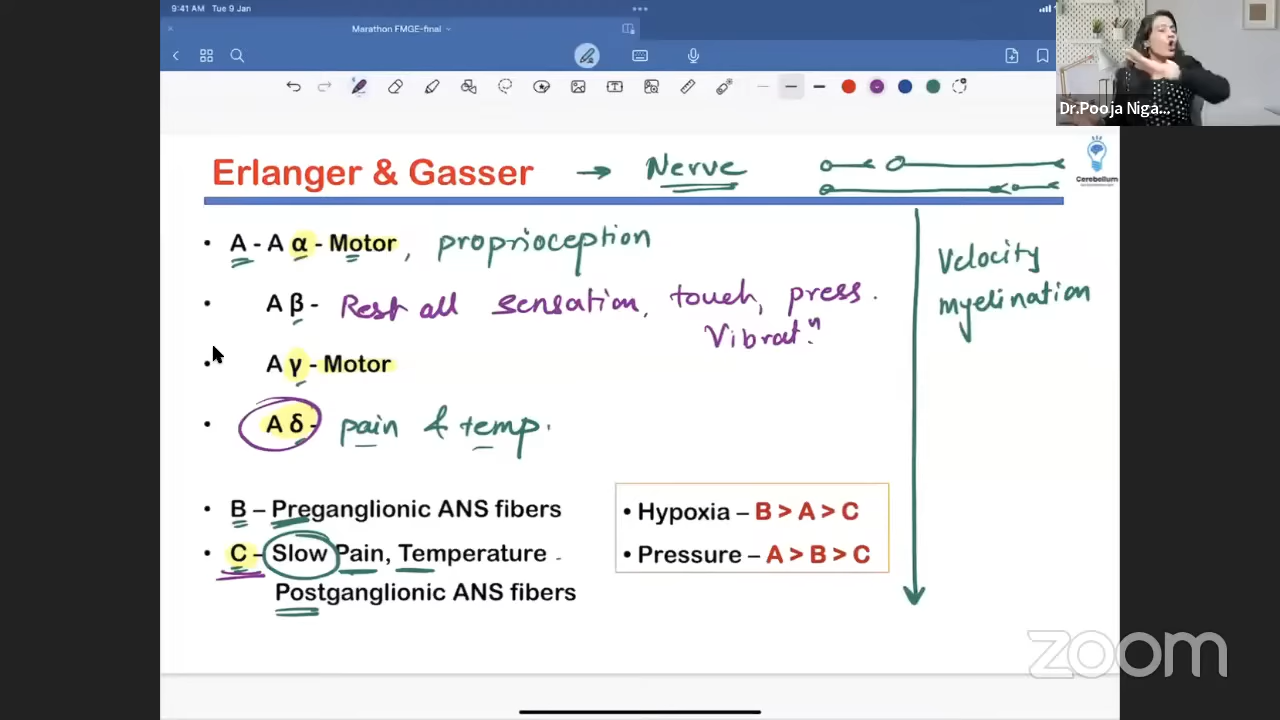 9:41 AM Tue 9 Jan
Marathon FMGE-final
Dr.Pooja Niga...
Erlanger & Gasser → Nerve
Cerebellum
• A - A α - Motor, proprioception
• A β - Rest all sensation, touch, press.
Vibratⁿ
• A γ - Motor
• A δ - pain & temp.
Velocity
myelination
• B – Preganglionic ANS fibers
• C – Slow Pain, Temperature
Postganglionic ANS fibers
• Hypoxia – B > A > C
• Pressure – A > B > C
zoom